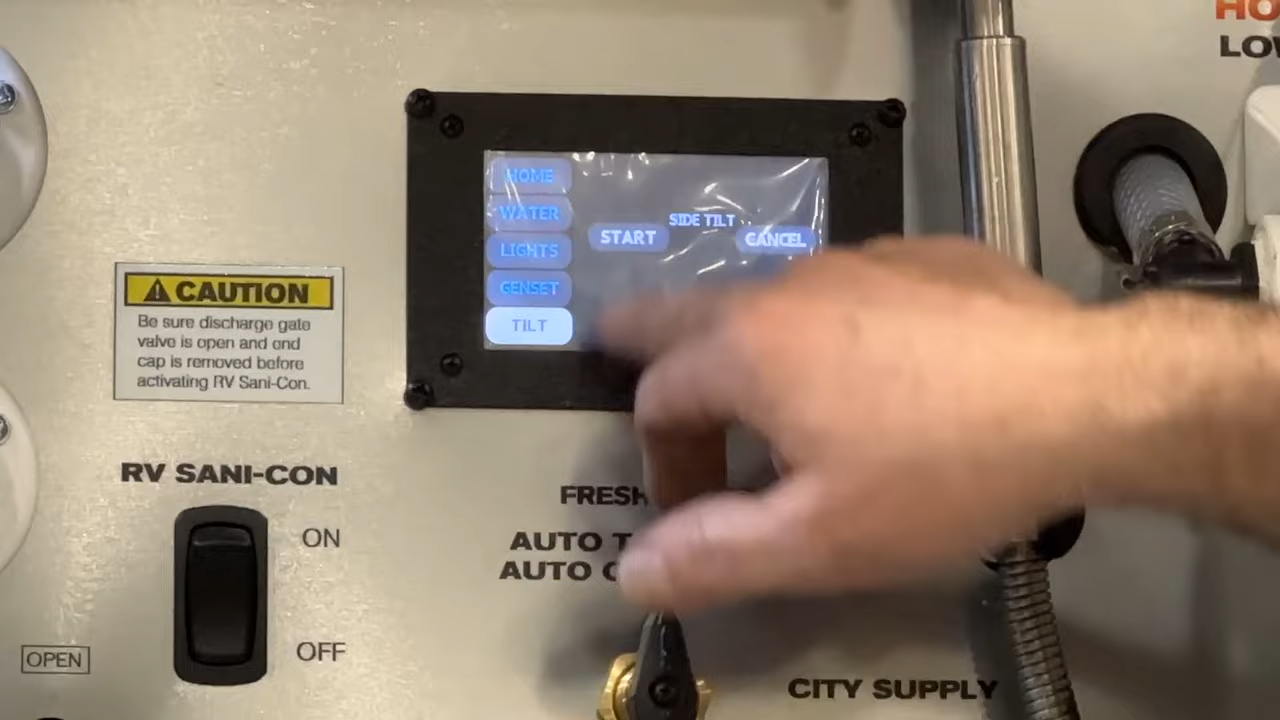 HO
LOW
HOME
WATER
LIGHTS
GENSET
TILT
SIDE TILT
START
CANCEL
CAUTION
Be sure discharge gate
valve is open and end
cap is removed before
activating RV Sani-Con.
RV SANI-CON
ON
OFF
OPEN
FRESH
AUTO T
AUTO
CITY SUPPLY